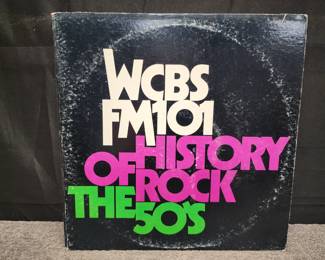 WCBS
FM101
HISTORY
OF ROCK
THE 50'S